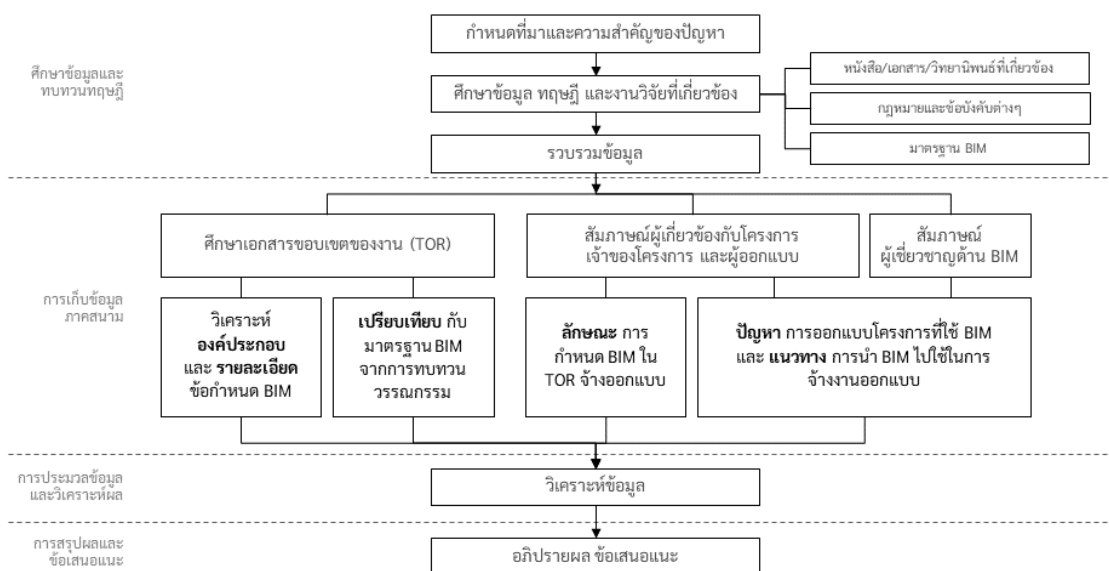 กำหนดที่มาและความสำคัญของปัญหา
ศึกษาข้อมูลและ
ทบทวนทฤษฎี
ศึกษาข้อมูล ทฤษฎี และงานวิจัยที่เกี่ยวข้อง
หนังสือ/เอกสาร/วิทยานิพนธ์ที่เกี่ยวข้อง
กฎหมายและข้อบังคับต่างๆ
มาตรฐาน BIM
รวบรวมข้อมูล
การเก็บข้อมูล
ภาคสนาม
ศึกษาเอกสารขอบเขตของงาน (TOR)
สัมภาษณ์ผู้เกี่ยวข้องกับโครงการ
เจ้าของโครงการ และผู้ออกแบบ
สัมภาษณ์
ผู้เชี่ยวชาญด้าน BIM
วิเคราะห์
องค์ประกอบ
และ รายละเอียด
ข้อกำหนด BIM
เปรียบเทียบ กับ
มาตรฐาน BIM
จากการทบทวน
วรรณกรรม
ลักษณะ การ
กำหนด BIM ใน
TOR จ้างออกแบบ
ปัญหา การออกแบบโครงการที่ใช้ BIM
และ แนวทาง การนำ BIM ไปใช้ในการ
จ้างงานออกแบบ
การประมวลข้อมูล
และวิเคราะห์ผล
วิเคราะห์ข้อมูล
การสรุปผลและ
ข้อเสนอแนะ
อภิปรายผล ข้อเสนอแนะ